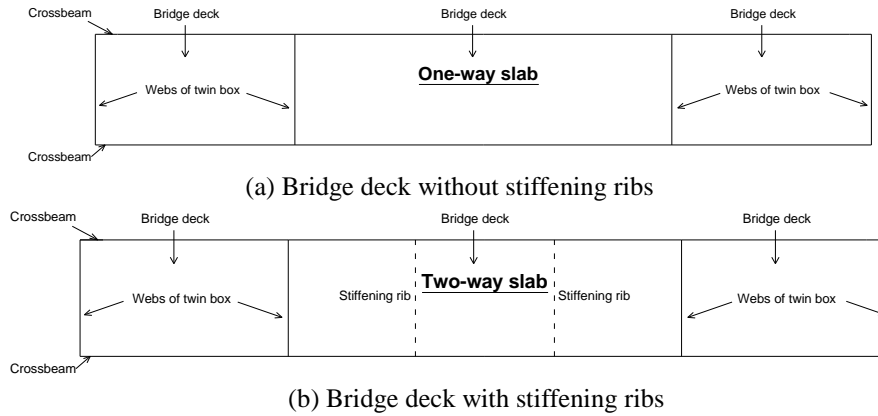 Crossbeam
Bridge deck
Bridge deck
Bridge deck
One-way slab
Webs of twin box
Webs of twin box
Crossbeam
(a) Bridge deck without stiffening ribs
Crossbeam
Bridge deck
Bridge deck
Bridge deck
Two-way slab
Stiffening rib
Stiffening rib
Webs of twin box
Webs of twin box
Crossbeam
(b) Bridge deck with stiffening ribs